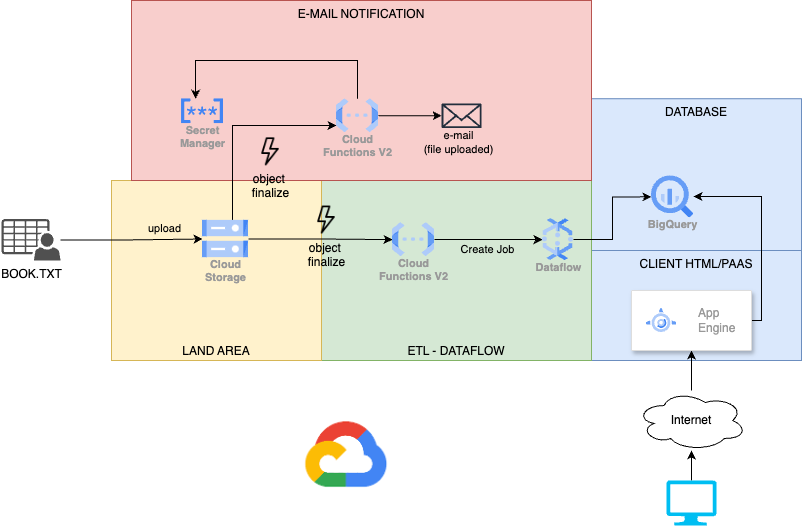 E-MAIL NOTIFICATION
***
Secret
Manager
Cloud
Functions V2
e-mail
(file uploaded)
object
finalize
DATABASE
BigQuery
BOOK.TXT
upload
Cloud
Storage
LAND AREA
object
finalize
Cloud
Functions V2
Create Job
Dataflow
ETL - DATAFLOW
CLIENT HTML/PAAS
App
Engine
Internet